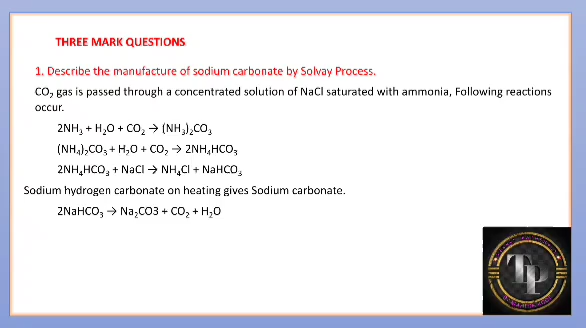 THREE MARK QUESTIONS
1. Describe the manufacture of sodium carbonate by Solvay Process.
CO₂ gas is passed through a concentrated solution of NaCl saturated with ammonia, Following reactions
occur.
2NH₃ + H₂O + CO₂ → (NH₃)₂CO₃
(NH₄)₂CO₃ + H₂O + CO₂ → 2NH₄HCO₃
2NH₄HCO₃ + NaCl → NH₄Cl + NaHCO₃
Sodium hydrogen carbonate on heating gives Sodium carbonate.
2NaHCO₃ → Na₂CO3 + CO₂ + H₂O
TP